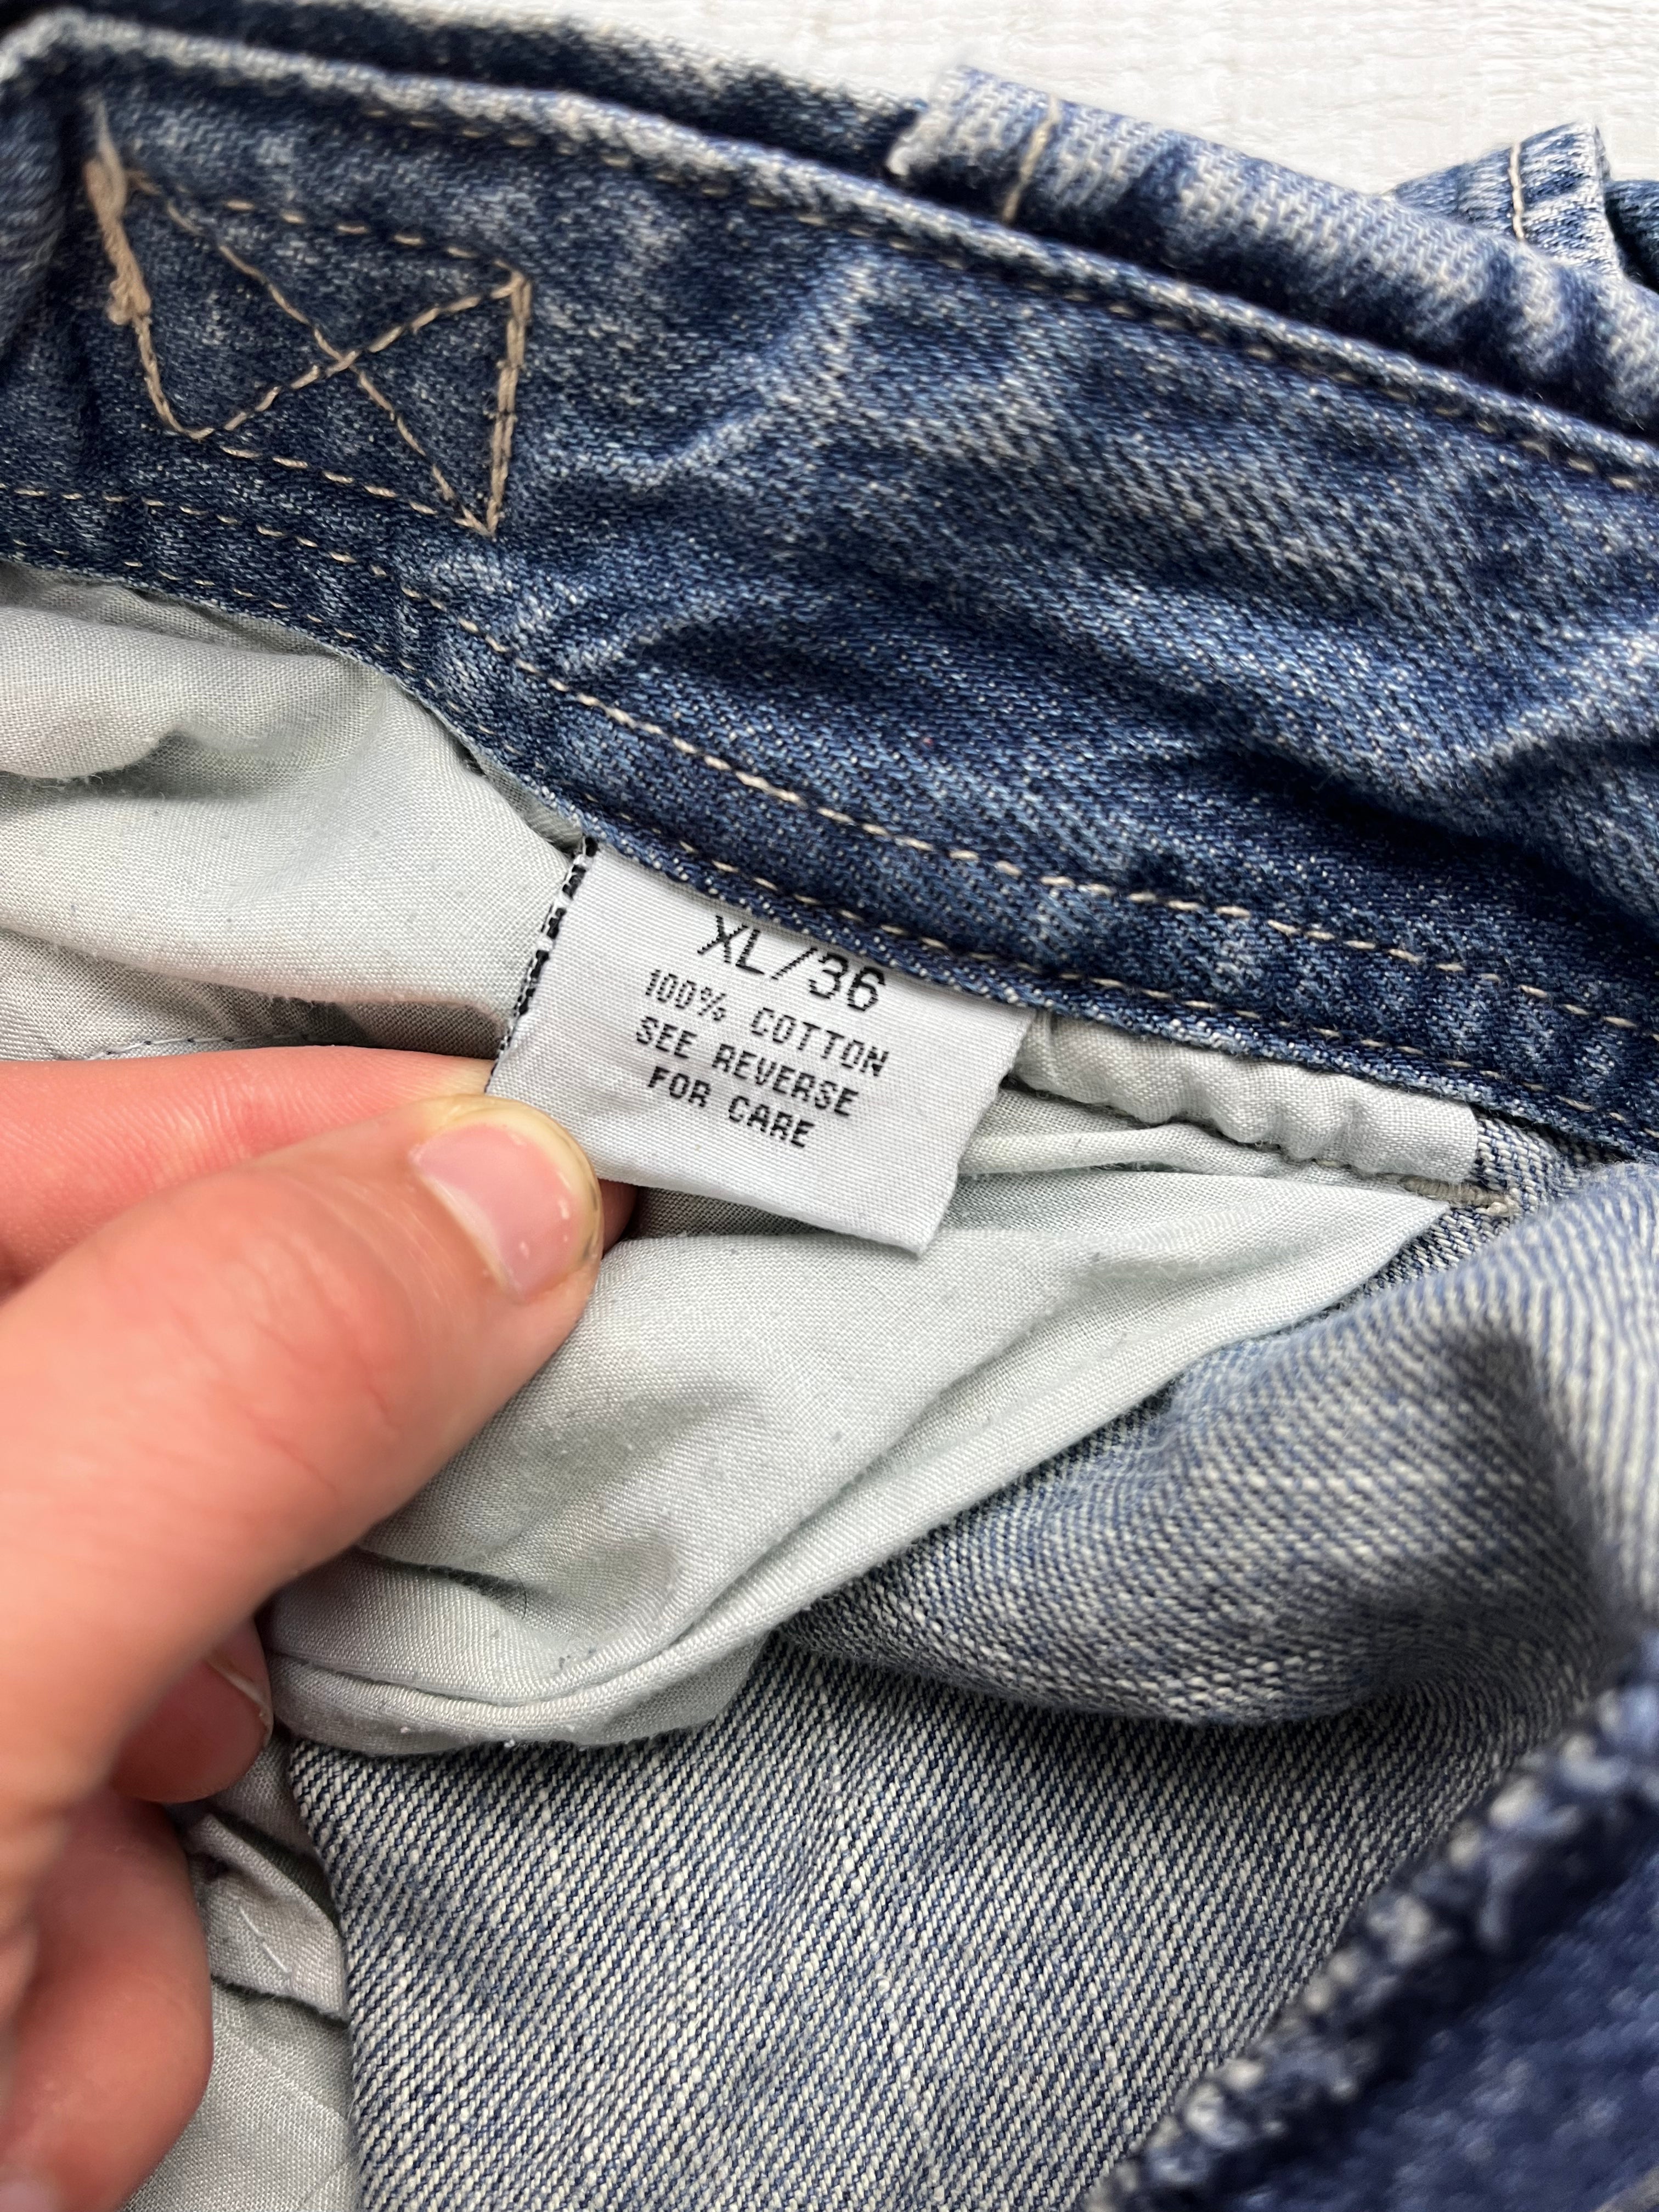 XL/36
100% COTTON
SEE REVERSE
FOR CARE